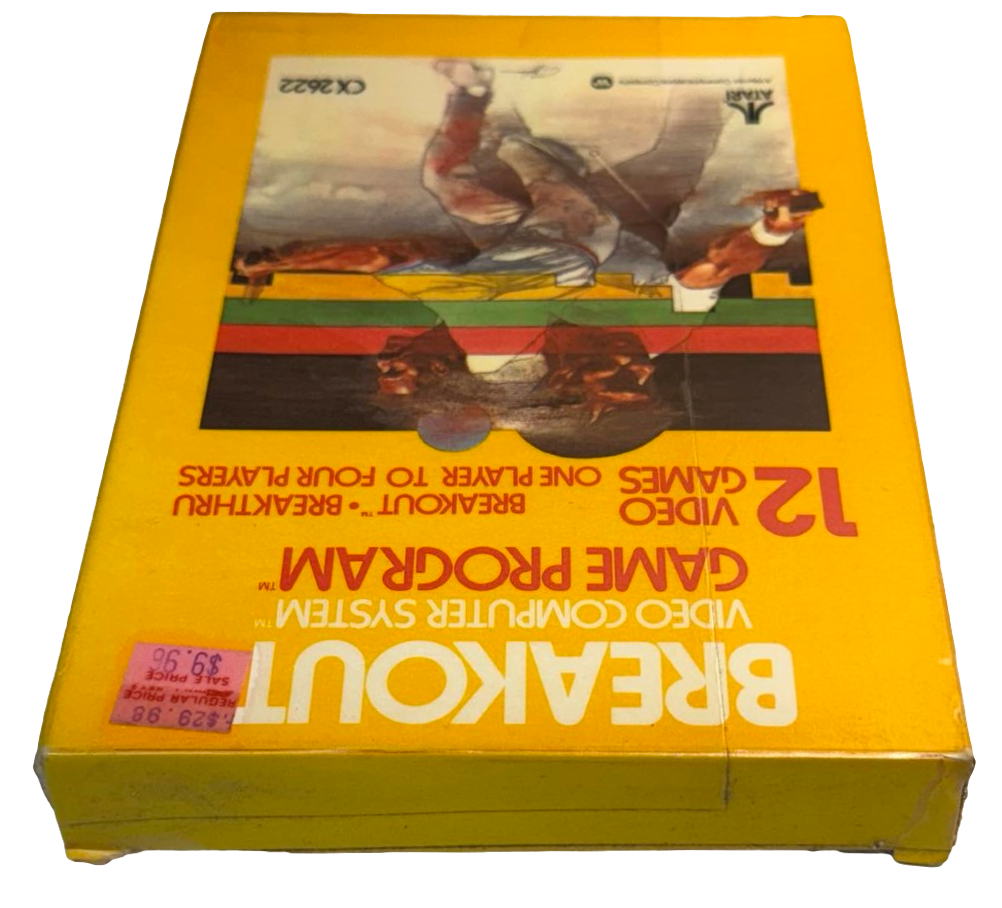 BREAKOUT
VIDEO COMPUTER SYSTEM™
GAME PROGRAM™
12 VIDEO GAMES
BREAKOUT™ • BREAKTHRU
ONE PLAYER TO FOUR PLAYERS
ATARI
CX2622
$29.98
REGULAR PRICE
SALE PRICE
$9.96